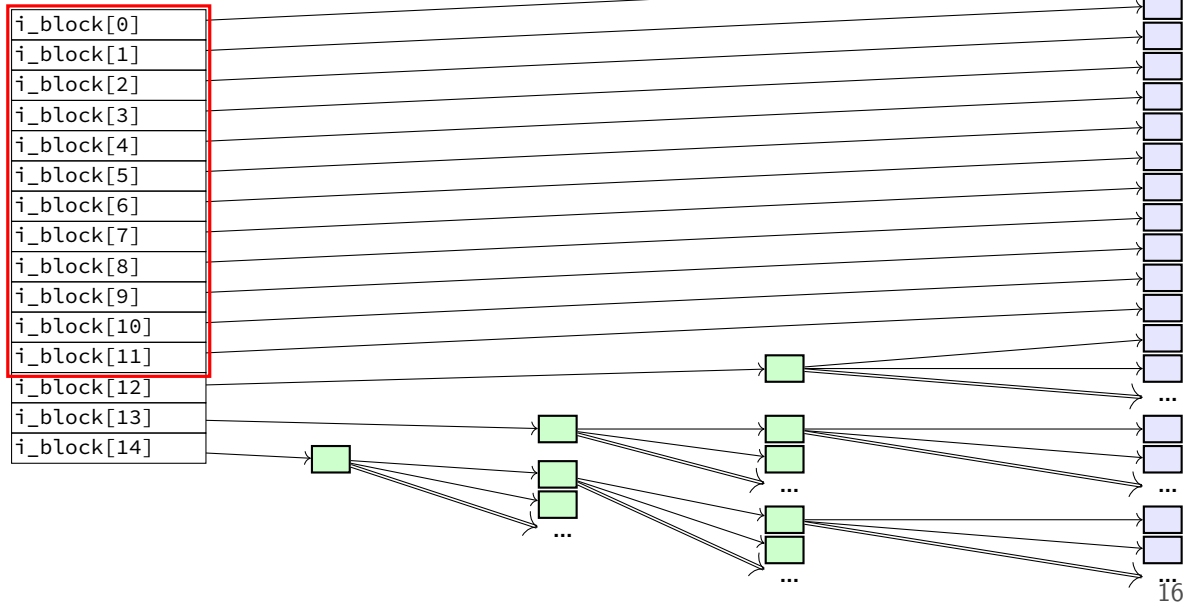 i_block[0]
i_block[1]
i_block[2]
i_block[3]
i_block[4]
i_block[5]
i_block[6]
i_block[7]
i_block[8]
i_block[9]
i_block[10]
i_block[11]
i_block[12]
...
i_block[13]
i_block[14]
...
...
...
...
...
16